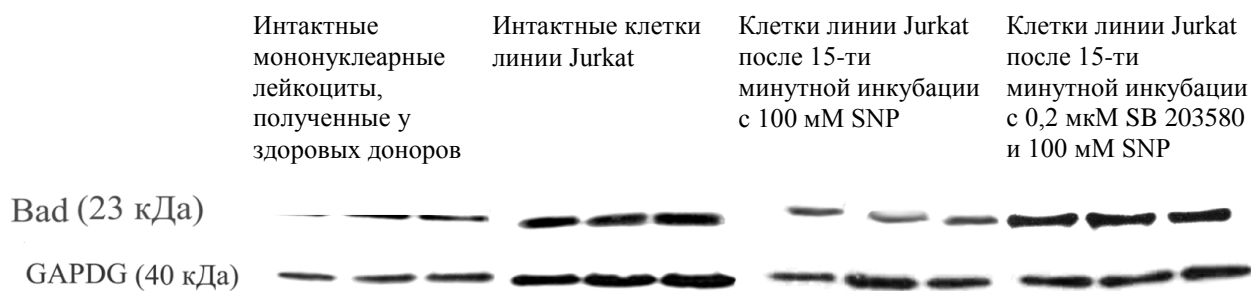 Интактные
мононуклеарные
лейкоциты,
полученные у
здоровых доноров
Интактные клетки
линии Jurkat
Клетки линии Jurkat
после 15-ти
минутной инкубации
с 100 мМ SNP
Клетки линии Jurkat
после 15-ти
минутной инкубации
с 0,2 мкМ SB 203580
и 100 мМ SNP
Bad (23 кДа)
GAPDG (40 кДа)